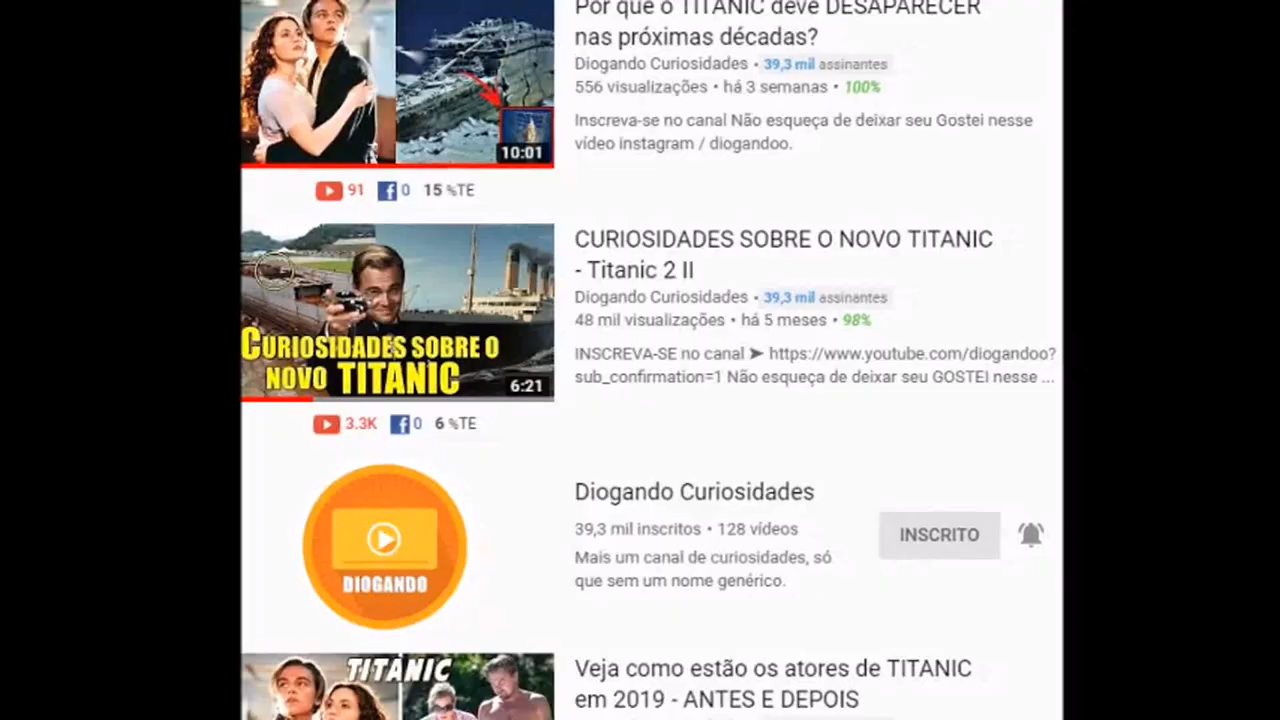 Por que o TITANIC deve DESAPARECER
nas próximas décadas?
Diogando Curiosidades • 39,3 mil assinantes
556 visualizações • há 3 semanas • 100%
Inscreva-se no canal Não esqueça de deixar seu Gostei nesse
vídeo instagram / diogandoo.
10:01
91 0 15 %TE
CURIOSIDADES SOBRE O NOVO TITANIC
- Titanic 2 II
Diogando Curiosidades • 39,3 mil assinantes
48 mil visualizações • há 5 meses • 98%
INSCREVA-SE no canal ➤ https://www.youtube.com/diogandoo?
sub_confirmation=1 Não esqueça de deixar seu GOSTEI nesse ...
CURIOSIDADES SOBRE O
NOVO TITANIC
6:21
3.3K 0 6 %TE
Diogando Curiosidades
39,3 mil inscritos • 128 vídeos
Mais um canal de curiosidades, só
que sem um nome genérico.
INSCRITO
DIOGANDO
TITANIC
Veja como estão os atores de TITANIC
em 2019 - ANTES E DEPOIS